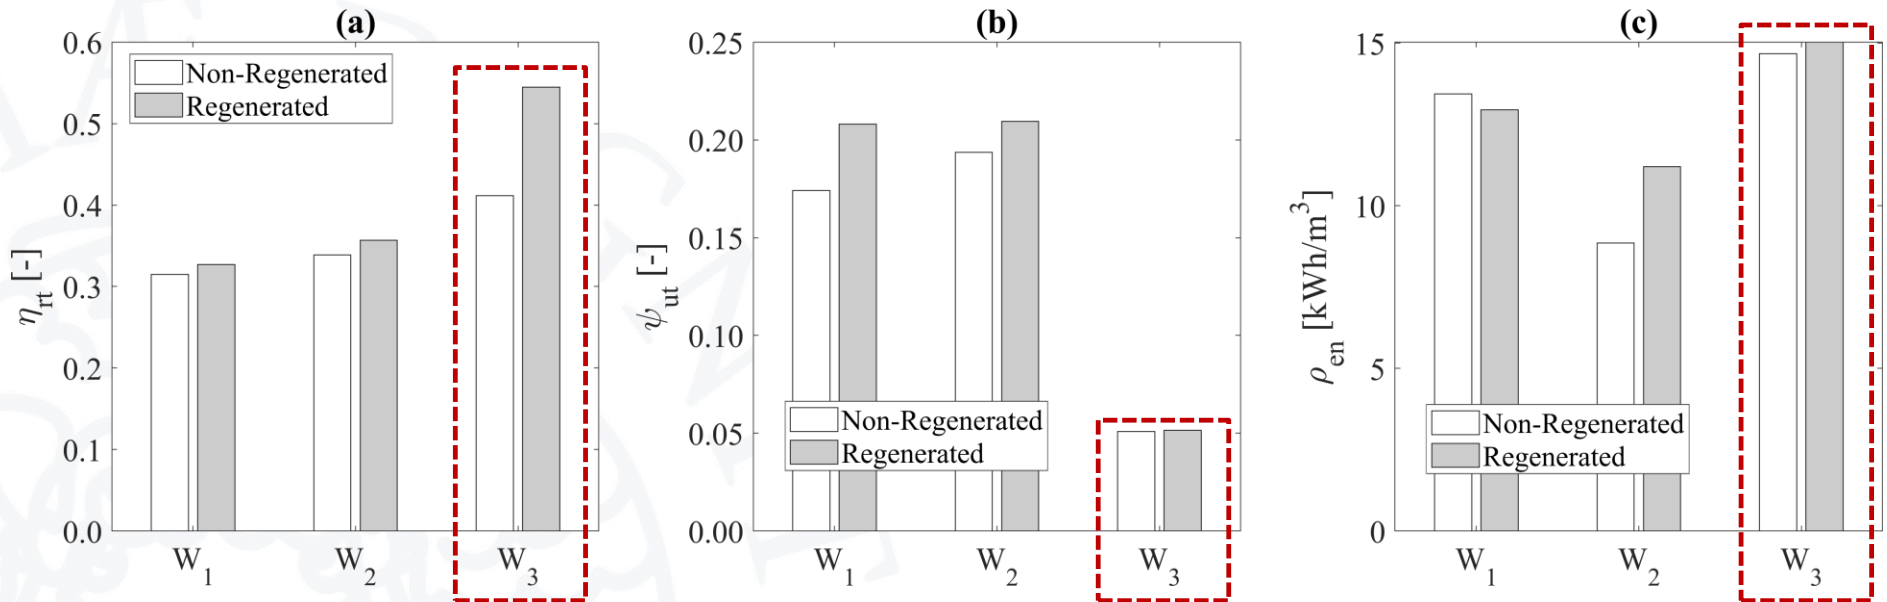 (a)
0.6
0.5
0.4
0.3
0.2
0.1
0.0
η_rt [-]
Non-Regenerated
Regenerated
W_1 W_2 W_3
(b)
0.25
0.20
0.15
0.10
0.05
0.00
ψ_ut [-]
Non-Regenerated
Regenerated
W_1 W_2 W_3
(c)
15
10
5
0
ρ_en [kWh/m³]
Non-Regenerated
Regenerated
W_1 W_2 W_3